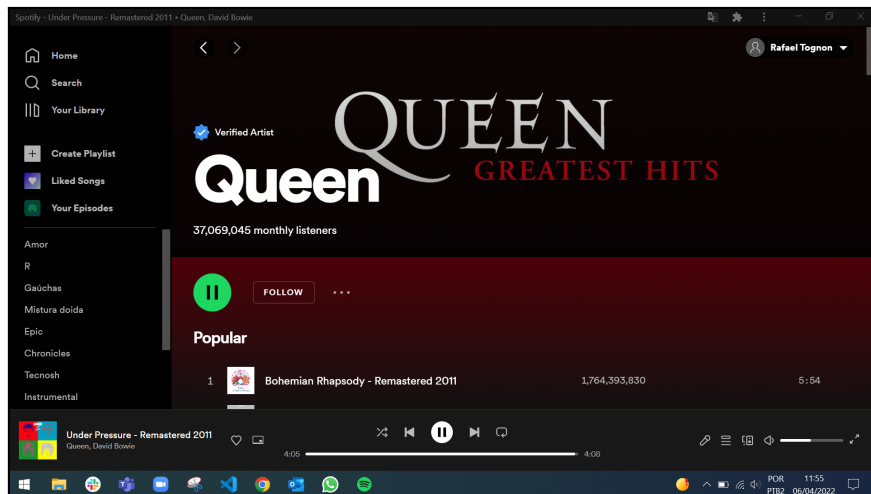 Spotify - Under Pressure - Remastered 2011 • Queen, David Bowie
Home
Search
Your Library
Create Playlist
Liked Songs
Your Episodes
Amor
R
Gaúchas
Mistura doida
Epic
Chronicles
Tecnosh
Instrumental
Rafael Tognon
QUEEN
GREATEST HITS
Verified Artist
Queen
37,069,045 monthly listeners
FOLLOW
Popular
1 Bohemian Rhapsody - Remastered 2011 1,764,393,830 5:54
Under Pressure - Remastered 2011
Queen, David Bowie
4:05 4:08
POR 11:55
PTB2 06/04/2022